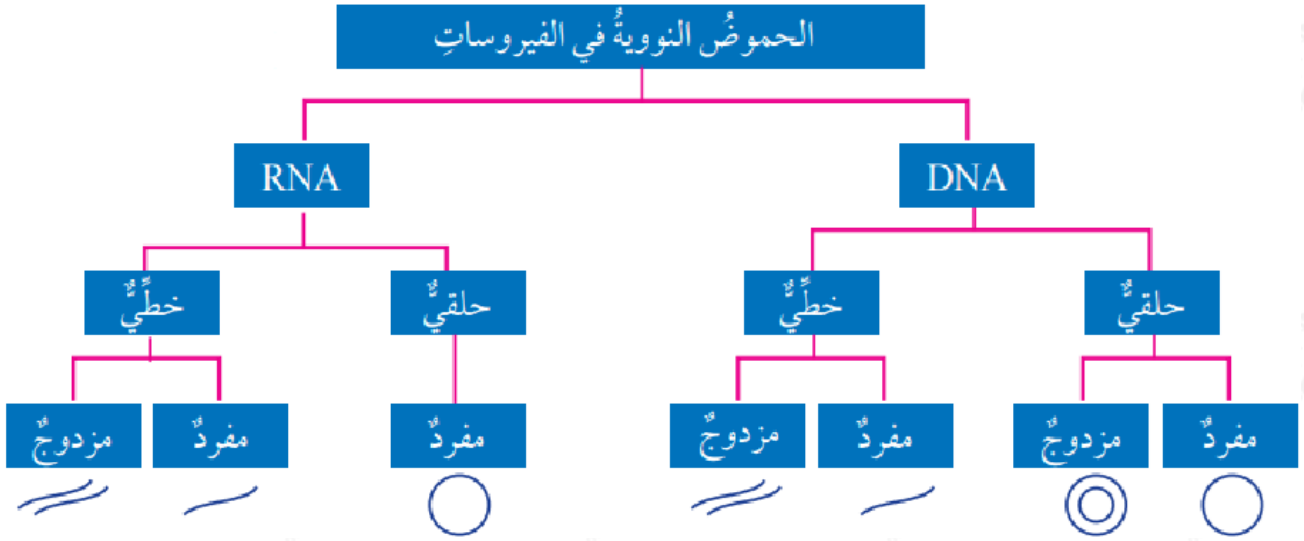 الحموضُ النوويةُ في الفيروساتِ
DNA
RNA
حلقيٌّ
خطِّيٌّ
حلقيٌّ
خطِّيٌّ
مفردٌ
مزدوجٌ
مفردٌ
مزدوجٌ
مفردٌ
مفردٌ
مزدوجٌ